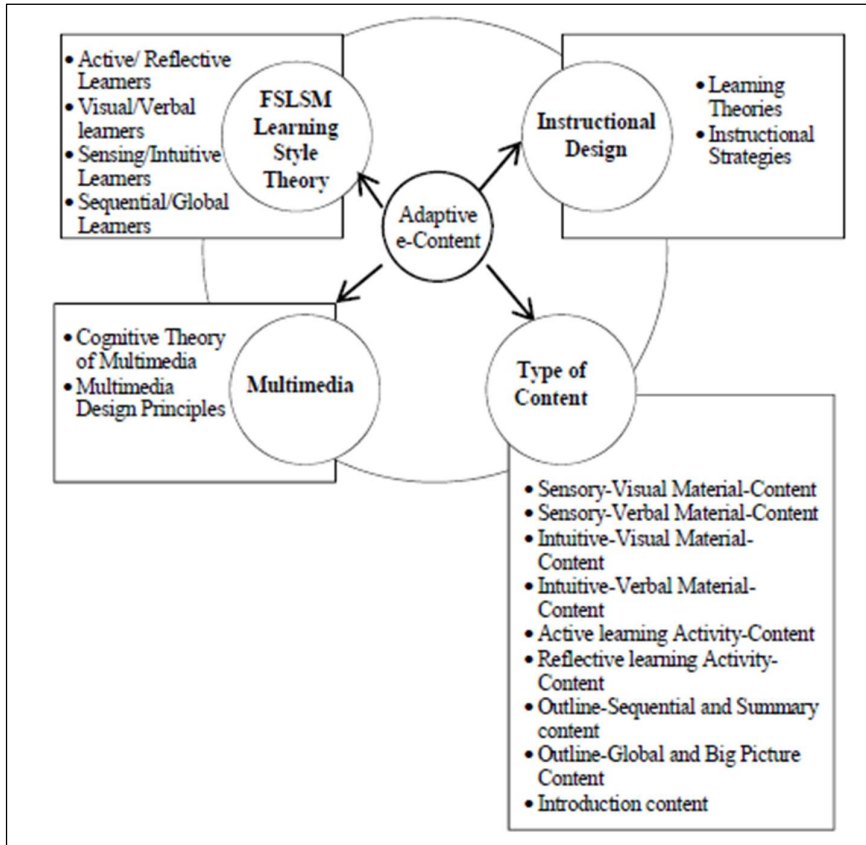 • Active/ Reflective
Learners
• Visual/Verbal
learners
• Sensing/Intuitive
Learners
• Sequential/Global
Learners
FSLSM
Learning
Style
Theory
Instructional
Design
• Learning
Theories
• Instructional
Strategies
Adaptive
e-Content
• Cognitive Theory
of Multimedia
• Multimedia
Design Principles
Multimedia
Type of
Content
• Sensory-Visual Material-Content
• Sensory-Verbal Material-Content
• Intuitive-Visual Material-
Content
• Intuitive-Verbal Material-
Content
• Active learning Activity-Content
• Reflective learning Activity-
Content
• Outline-Sequential and Summary
content
• Outline-Global and Big Picture
Content
• Introduction content